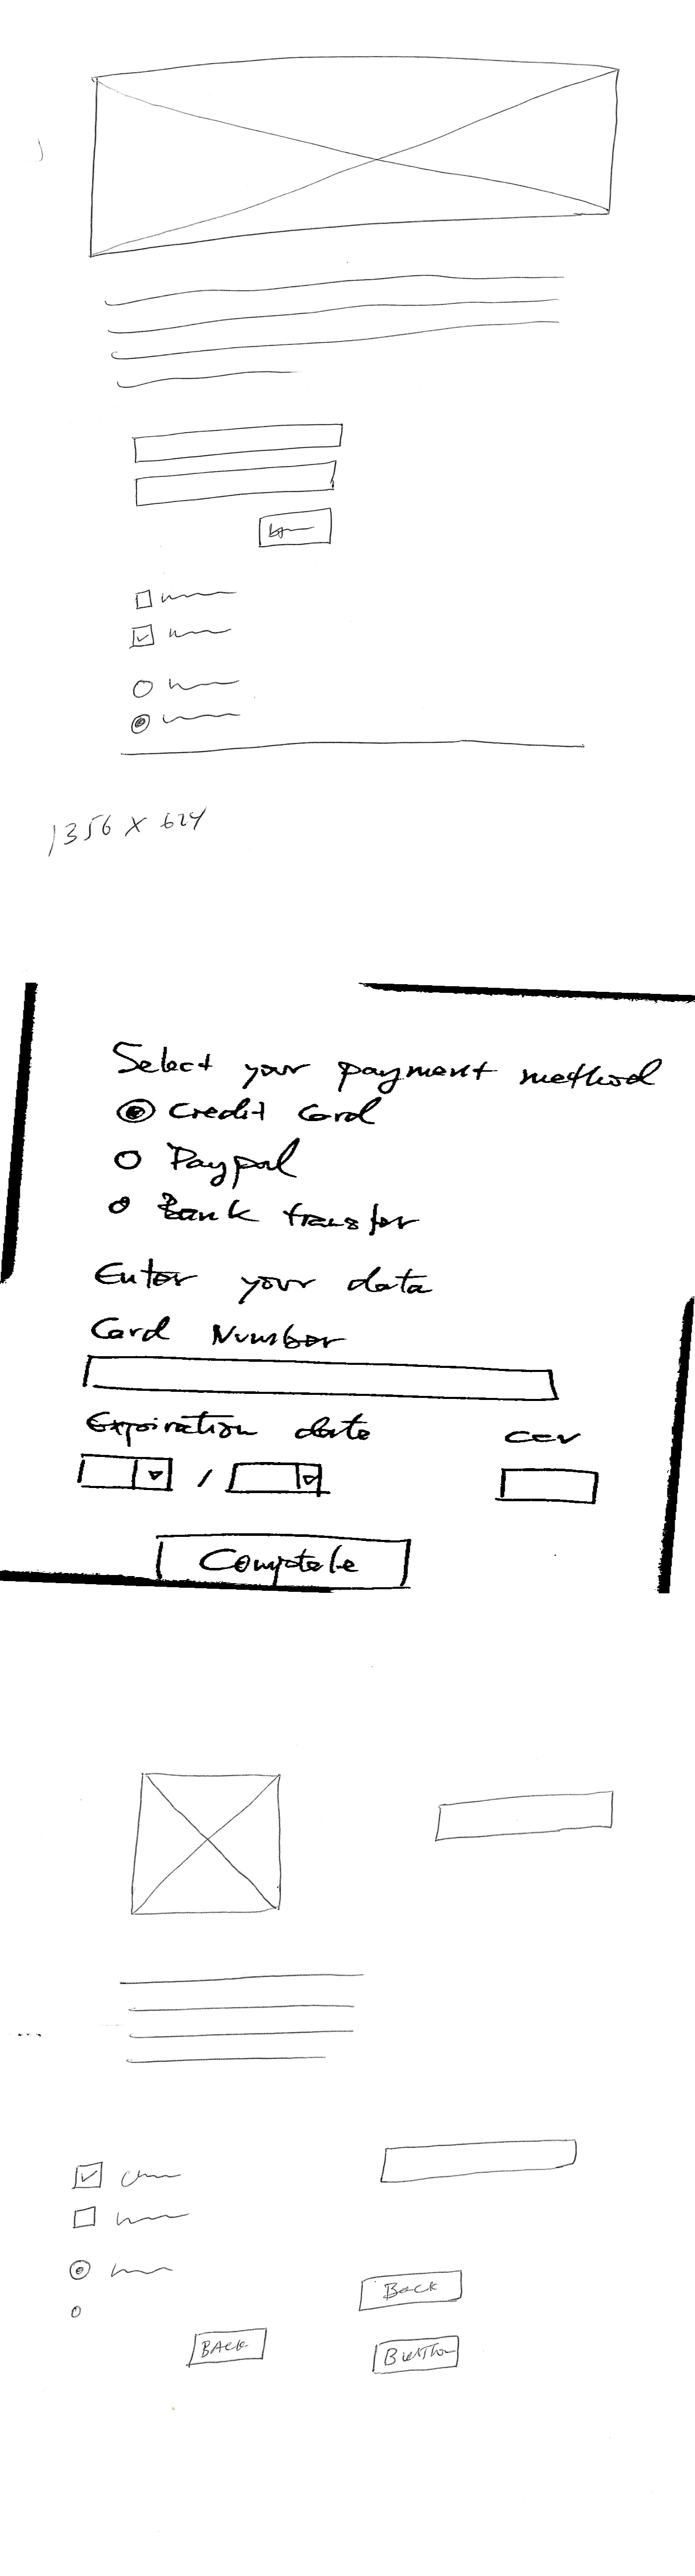 1356 X 624
Select your payment method
Credit Card
Paypal
Bank transfer
Enter your data
Card Number
Expiration date ccv
/
Complete
Back
BACK
Button